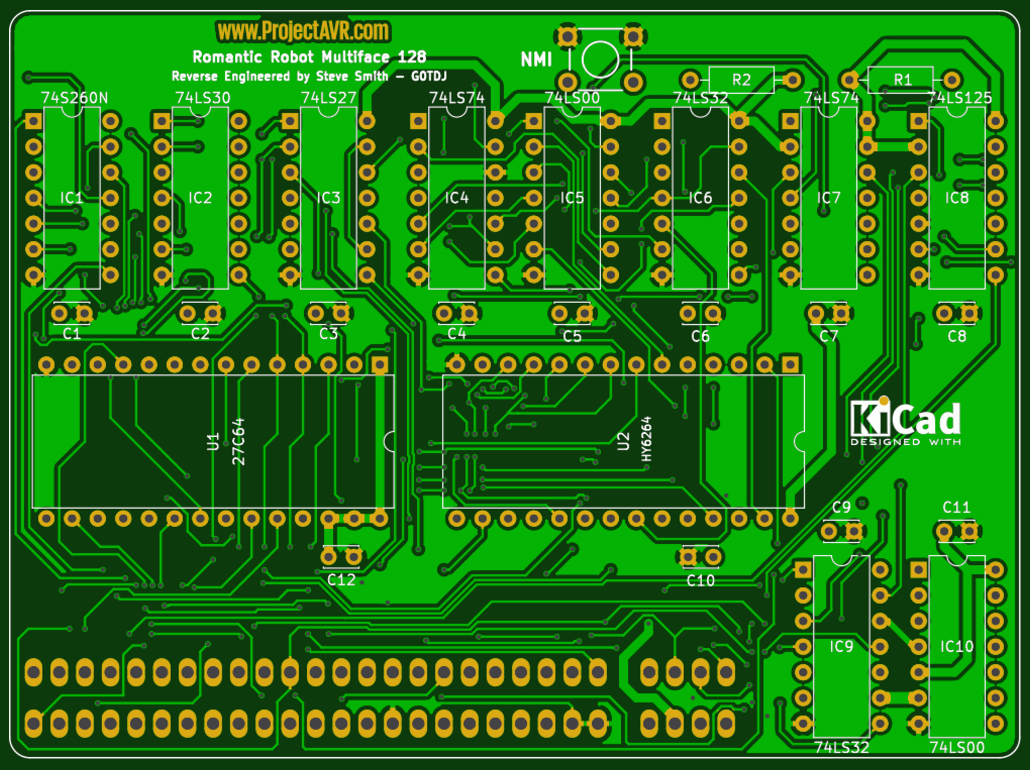 www.ProjectAVR.com
Romantic Robot Multiface 128
Reverse Engineered by Steve Smith – G0TDJ
NMI
R2
R1
74S260N
74LS30
74LS27
74LS74
74LS00
74LS32
74LS74
74LS125
IC1
IC2
IC3
IC4
IC5
IC6
IC7
IC8
C1
C2
C3
C4
C5
C6
C7
C8
U1
27C64
U2
HY6264
KiCad
DESIGNED WITH
C9
C11
C12
C10
IC9
IC10
74LS32
74LS00